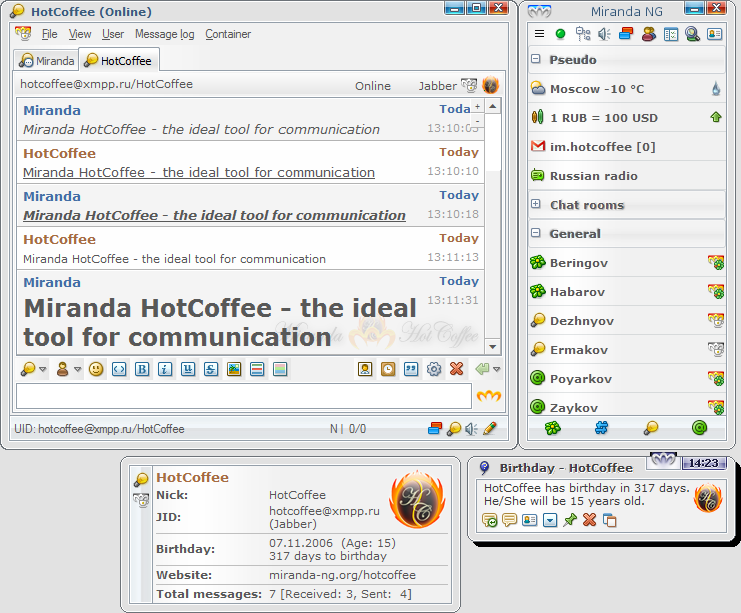 HotCoffee (Online)
File View User Message log Container
Miranda HotCoffee
hotcoffee@xmpp.ru/HotCoffee Online Jabber
Miranda Toda
Miranda HotCoffee - the ideal tool for communication 13:10:03
HotCoffee Today
Miranda HotCoffee - the ideal tool for communication 13:10:10
Miranda Today
Miranda HotCoffee - the ideal tool for communication 13:10:18
HotCoffee Today
Miranda HotCoffee - the ideal tool for communication 13:11:13
Miranda Today
Miranda HotCoffee - the ideal 13:11:31
tool for communication
Hot Coffee
UID: hotcoffee@xmpp.ru/HotCoffee N | 0/0
Miranda NG
Pseudo
Moscow -10 °C
1 RUB = 100 USD
im.hotcoffee [0]
Russian radio
Chat rooms
General
Beringov
Habarov
Dezhnyov
Ermakov
Poyarkov
Zaykov
HotCoffee
Nick: HotCoffee
JID: hotcoffee@xmpp.ru
(Jabber)
Birthday: 07.11.2006 (Age: 15)
317 days to birthday
Website: miranda-ng.org/hotcoffee
Total messages: 7 [Received: 3, Sent: 4]
Birthday - HotCoffee 14:23
HotCoffee has birthday in 317 days.
He/She will be 15 years old.